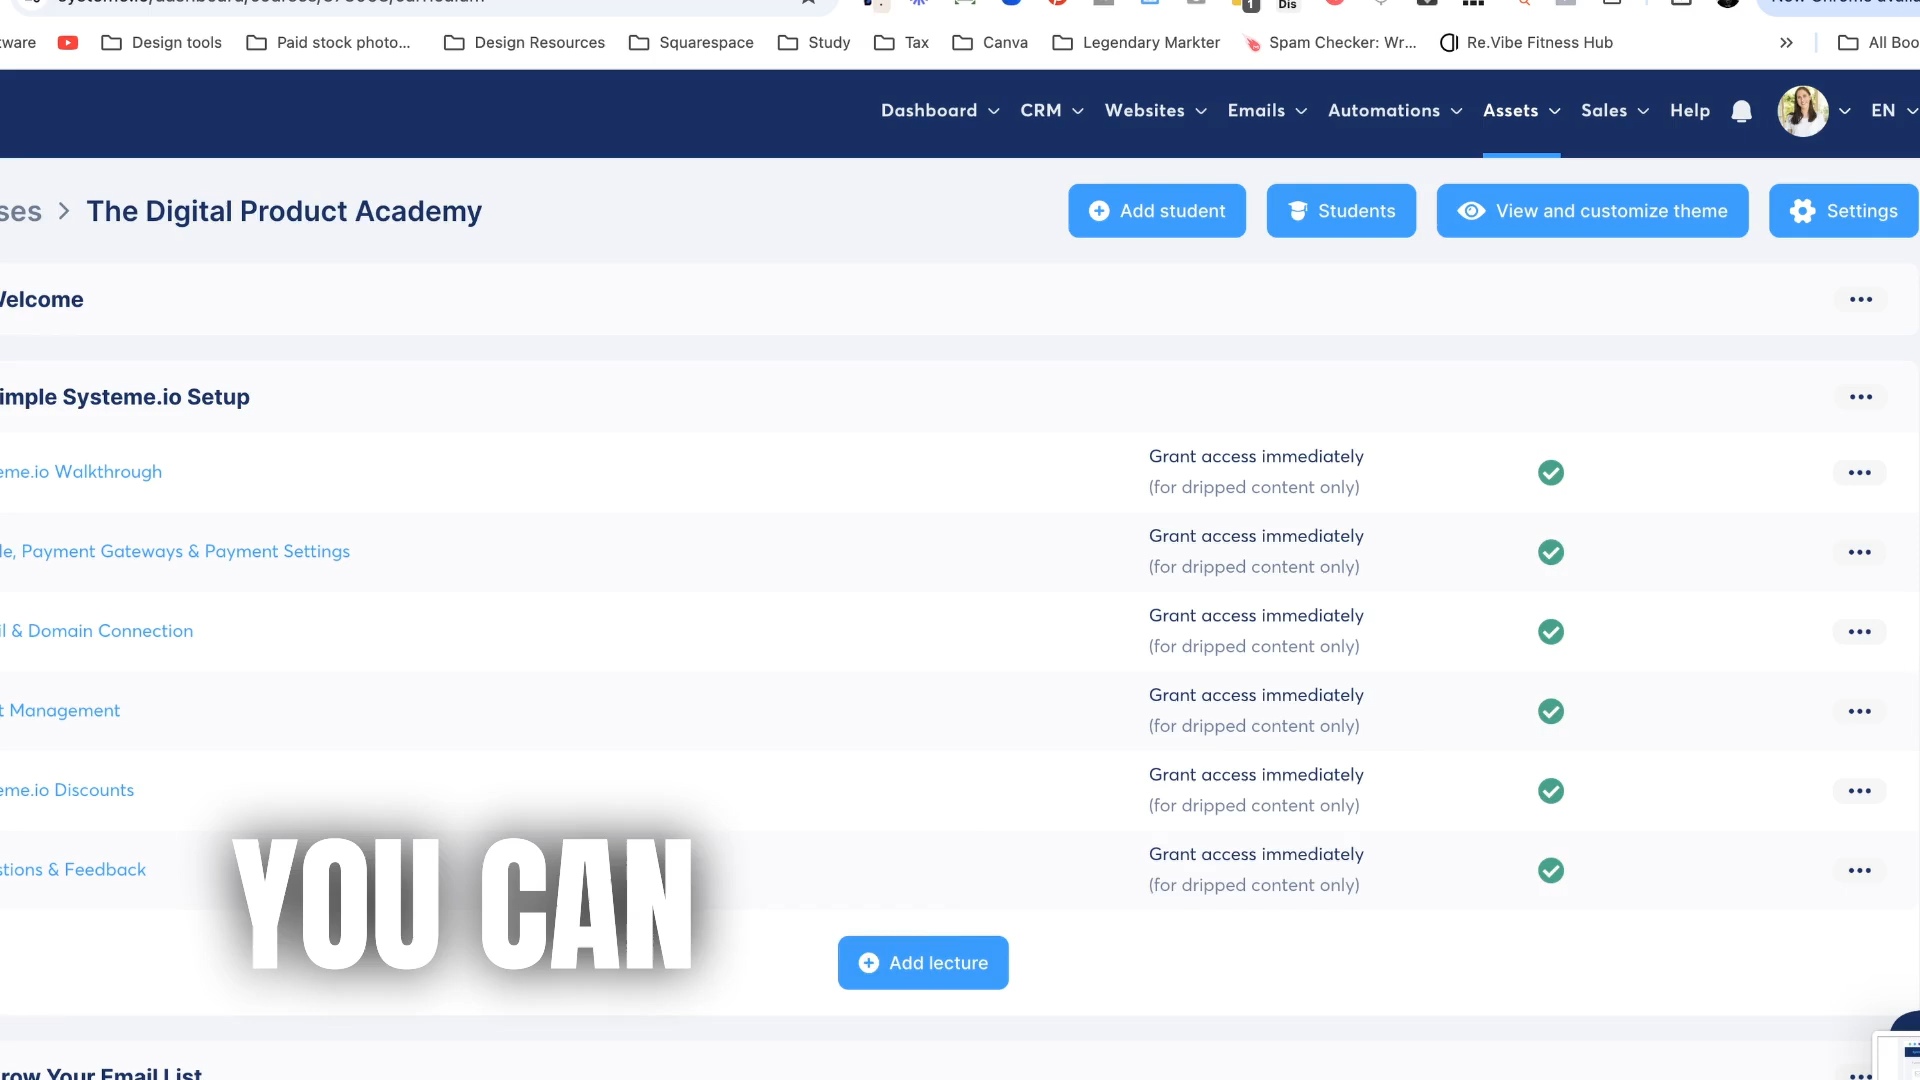 1
Dis
ware
Design tools
Paid stock photo...
Design Resources
Squarespace
Study
Tax
Canva
Legendary Markter
Spam Checker: Wr...
Re.Vibe Fitness Hub
All Boo
Dashboard
CRM
Websites
Emails
Automations
Assets
Sales
Help
EN
ses > The Digital Product Academy
Add student
Students
View and customize theme
Settings
Welcome
imple Systeme.io Setup
eme.io Walkthrough
Grant access immediately
(for dripped content only)
le, Payment Gateways & Payment Settings
Grant access immediately
(for dripped content only)
il & Domain Connection
Grant access immediately
(for dripped content only)
t Management
Grant access immediately
(for dripped content only)
eme.io Discounts
Grant access immediately
(for dripped content only)
stions & Feedback
Grant access immediately
(for dripped content only)
YOU CAN
Add lecture
row Your Email List